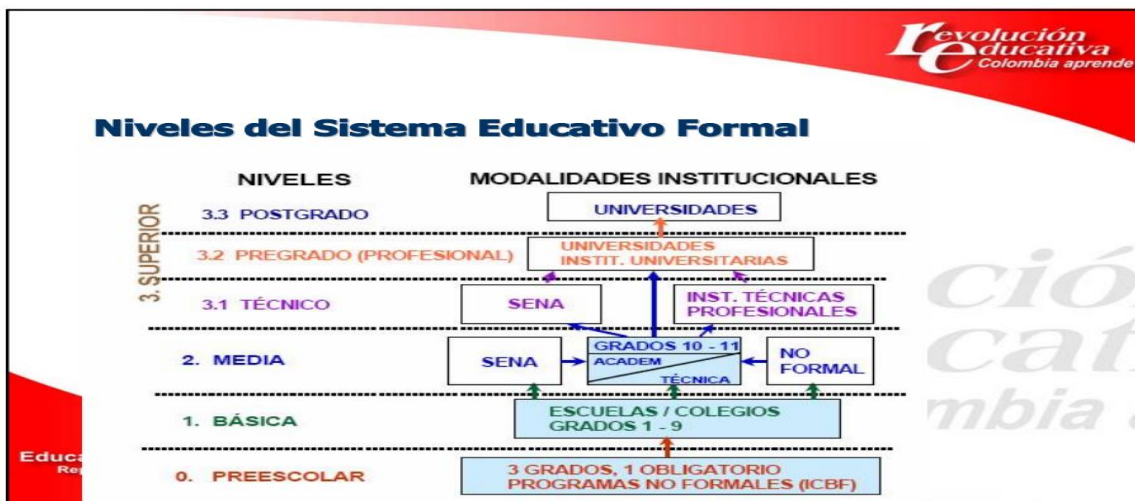 revolución
educativa
Colombia aprende
Niveles del Sistema Educativo Formal
NIVELES
MODALIDADES INSTITUCIONALES
3. SUPERIOR
3.3 POSTGRADO
UNIVERSIDADES
3.2 PREGRADO (PROFESIONAL)
UNIVERSIDADES
INSTIT. UNIVERSITARIAS
3.1 TÉCNICO
SENA
INST. TÉCNICAS
PROFESIONALES
2. MEDIA
SENA
GRADOS 10 - 11
ACADEM
TÉCNICA
NO
FORMAL
1. BÁSICA
ESCUELAS / COLEGIOS
GRADOS 1 - 9
0. PREESCOLAR
3 GRADOS, 1 OBLIGATORIO
PROGRAMAS NO FORMALES (ICBF)